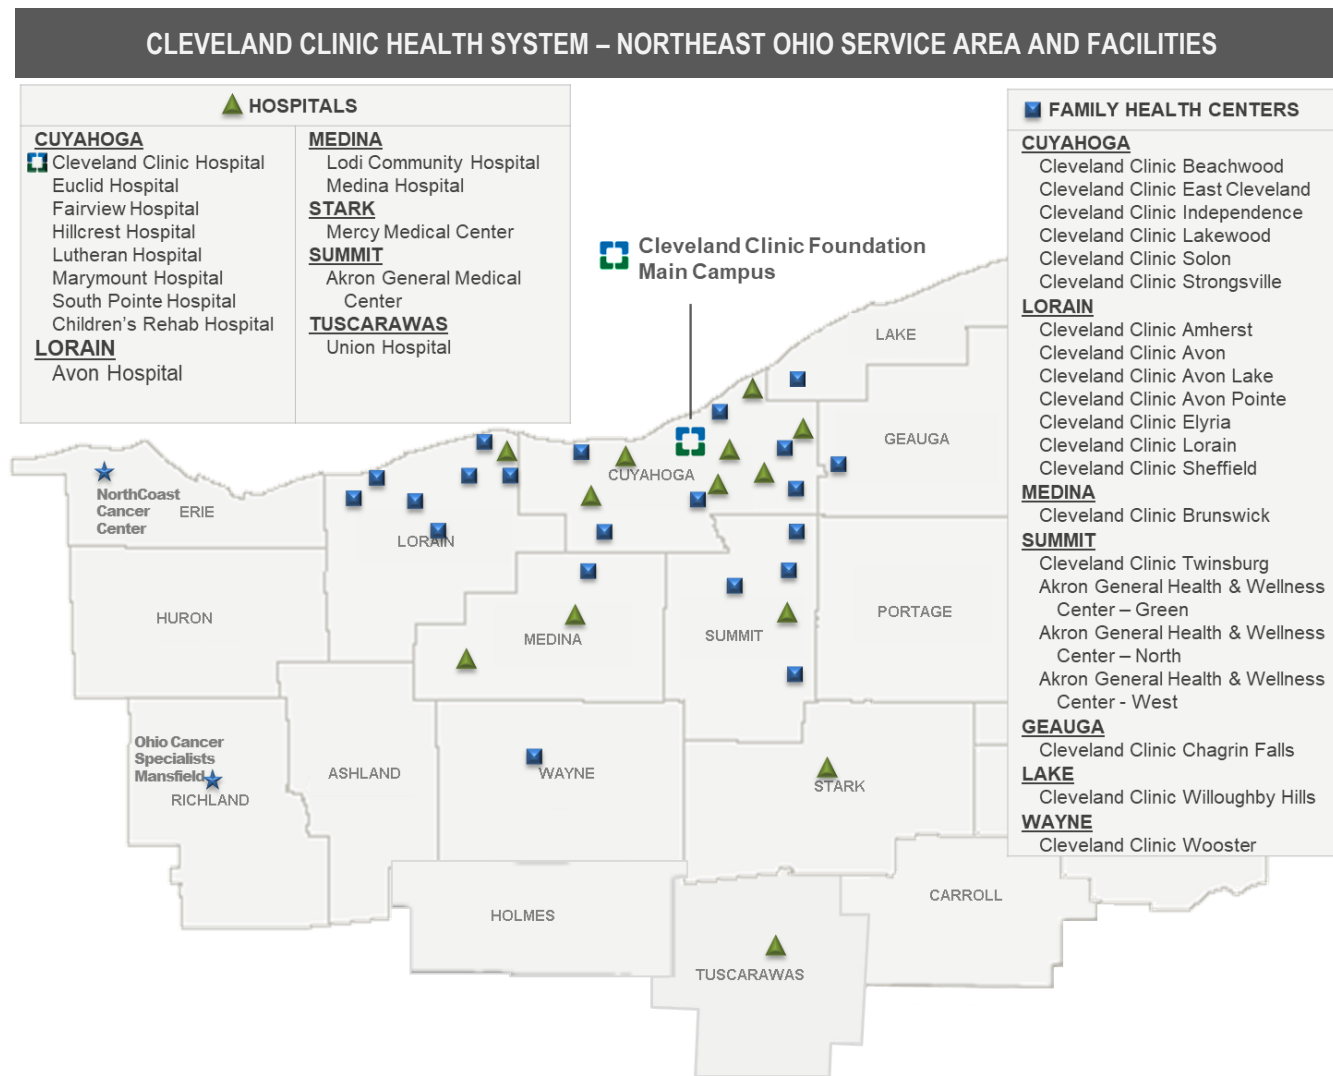 CLEVELAND CLINIC HEALTH SYSTEM – NORTHEAST OHIO SERVICE AREA AND FACILITIES
HOSPITALS
CUYAHOGA
Cleveland Clinic Hospital
Euclid Hospital
Fairview Hospital
Hillcrest Hospital
Lutheran Hospital
Marymount Hospital
South Pointe Hospital
Children's Rehab Hospital
LORAIN
Avon Hospital
MEDINA
Lodi Community Hospital
Medina Hospital
STARK
Mercy Medical Center
SUMMIT
Akron General Medical
Center
TUSCARAWAS
Union Hospital
Cleveland Clinic Foundation
Main Campus
FAMILY HEALTH CENTERS
CUYAHOGA
Cleveland Clinic Beachwood
Cleveland Clinic East Cleveland
Cleveland Clinic Independence
Cleveland Clinic Lakewood
Cleveland Clinic Solon
Cleveland Clinic Strongsville
LORAIN
Cleveland Clinic Amherst
Cleveland Clinic Avon
Cleveland Clinic Avon Lake
Cleveland Clinic Avon Pointe
Cleveland Clinic Elyria
Cleveland Clinic Lorain
Cleveland Clinic Sheffield
MEDINA
Cleveland Clinic Brunswick
SUMMIT
Cleveland Clinic Twinsburg
Akron General Health & Wellness
Center – Green
Akron General Health & Wellness
Center – North
Akron General Health & Wellness
Center - West
GEAUGA
Cleveland Clinic Chagrin Falls
LAKE
Cleveland Clinic Willoughby Hills
WAYNE
Cleveland Clinic Wooster
LAKE
GEAUGA
CUYAHOGA
NorthCoast
Cancer
Center
ERIE
LORAIN
HURON
MEDINA
SUMMIT
PORTAGE
Ohio Cancer
Specialists
Mansfield
RICHLAND
ASHLAND
WAYNE
STARK
HOLMES
CARROLL
TUSCARAWAS